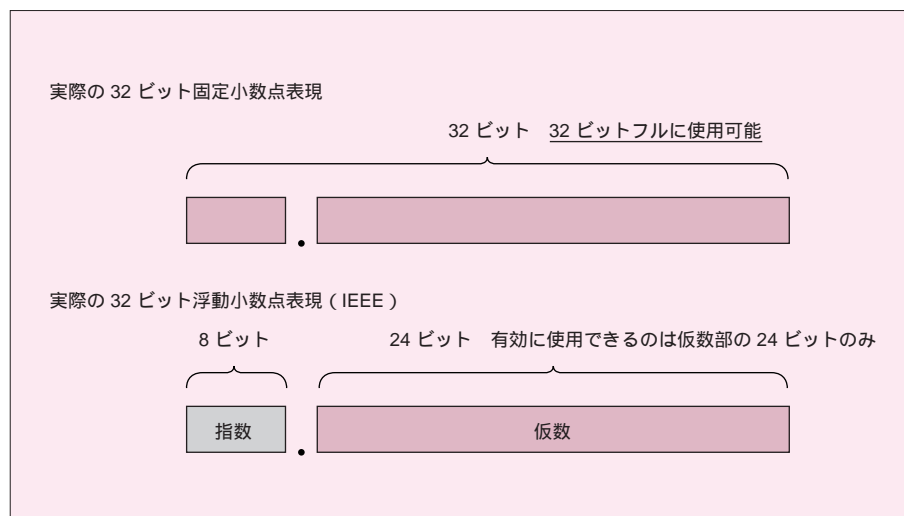 実際の 32 ビット固定小数点表現
32 ビット　32 ビットフルに使用可能
実際の 32 ビット浮動小数点表現 ( IEEE )
8 ビット　24 ビット　有効に使用できるのは仮数部の 24 ビットのみ
指数　仮数